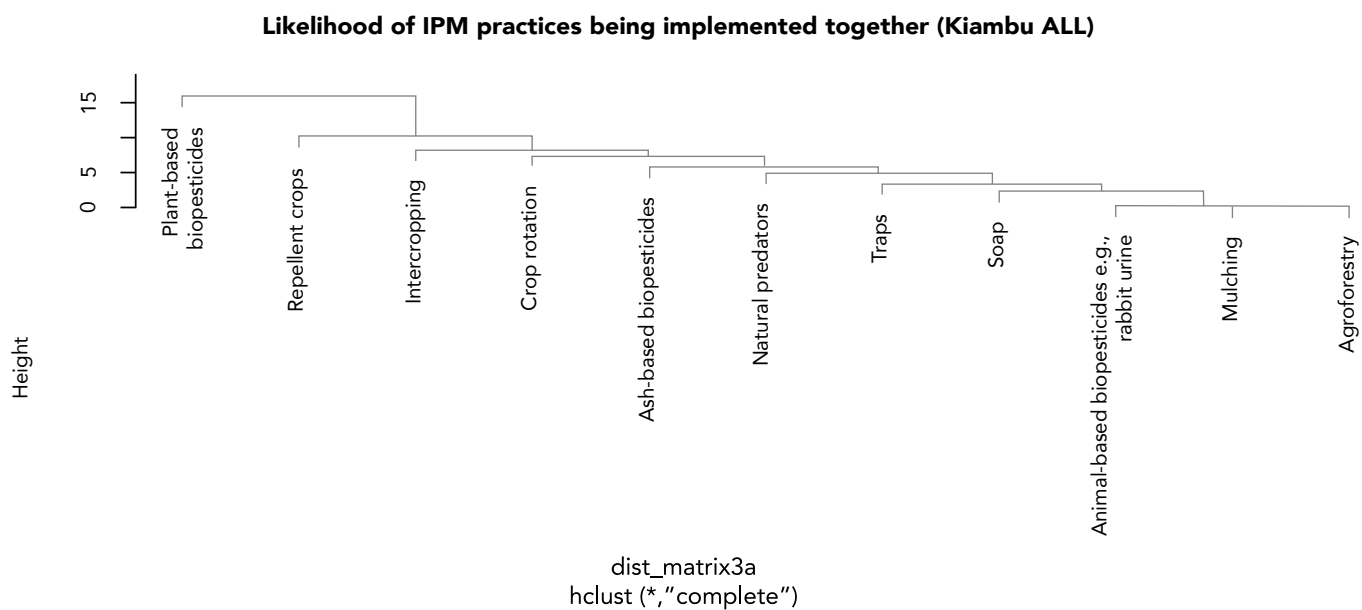 Likelihood of IPM practices being implemented together (Kiambu ALL)
15
5
0
Height
Plant-based
biopesticides
Repellent crops
Intercropping
Crop rotation
Ash-based biopesticides
Natural predators
Traps
Soap
Animal-based biopesticides e.g.,
rabbit urine
Mulching
Agroforestry
dist_matrix3a
hclust (*,”complete”)